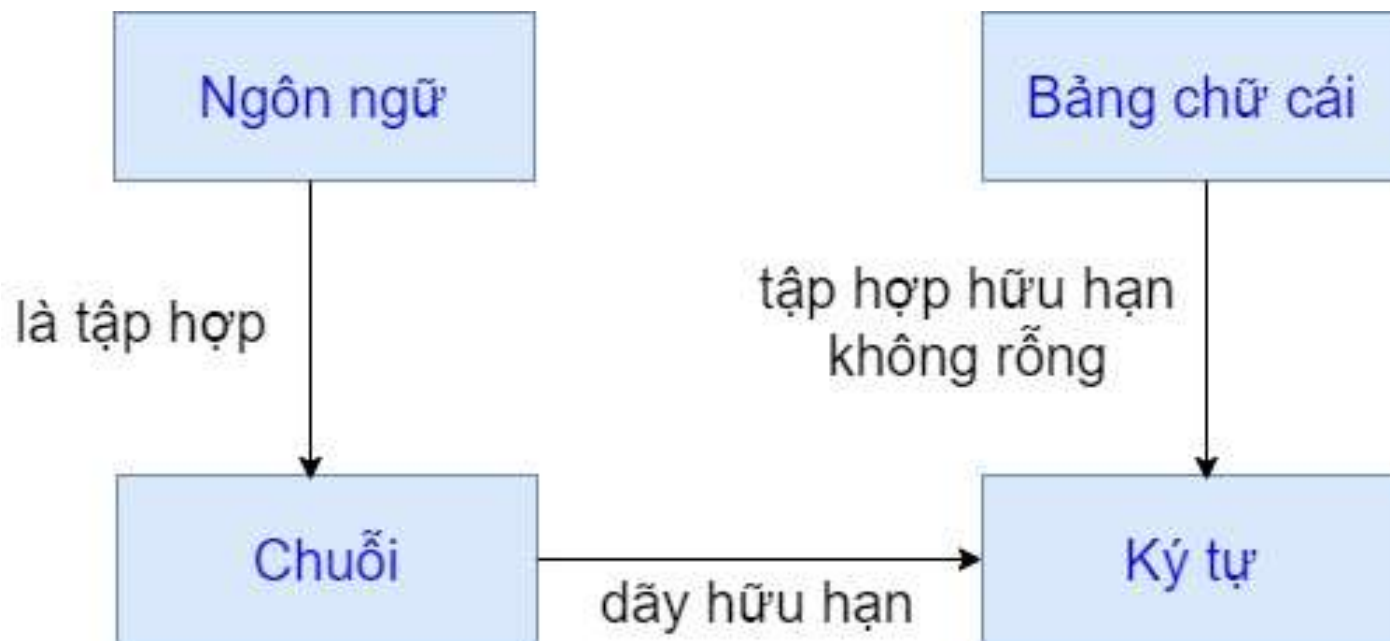 Ngôn ngữ
Bảng chữ cái
là tập hợp
tập hợp hữu hạn
không rỗng
Chuỗi
dãy hữu hạn
Ký tự